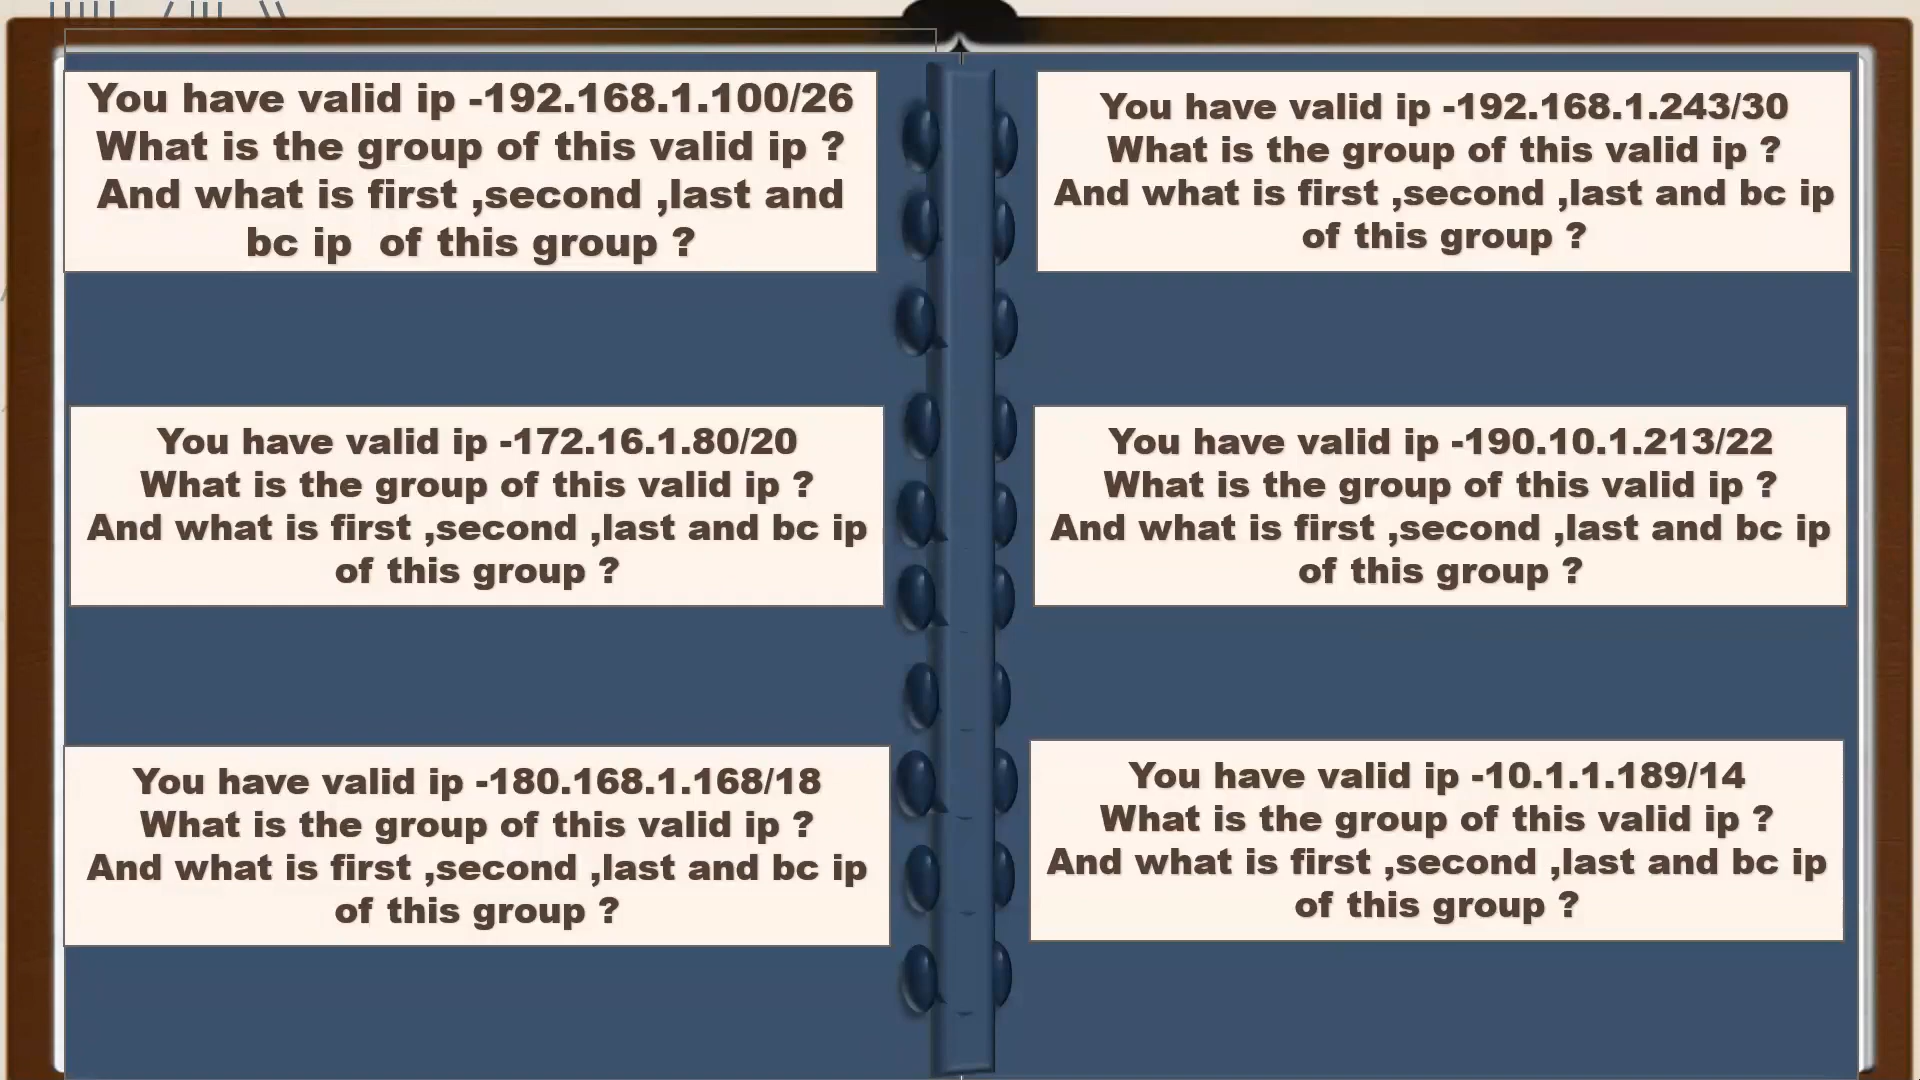 You have valid ip -192.168.1.100/26
What is the group of this valid ip ?
And what is first ,second ,last and
bc ip  of this group ?
You have valid ip -192.168.1.243/30
What is the group of this valid ip ?
And what is first ,second ,last and bc ip
of this group ?
You have valid ip -172.16.1.80/20
What is the group of this valid ip ?
And what is first ,second ,last and bc ip
of this group ?
You have valid ip -190.10.1.213/22
What is the group of this valid ip ?
And what is first ,second ,last and bc ip
of this group ?
You have valid ip -180.168.1.168/18
What is the group of this valid ip ?
And what is first ,second ,last and bc ip
of this group ?
You have valid ip -10.1.1.189/14
What is the group of this valid ip ?
And what is first ,second ,last and bc ip
of this group ?